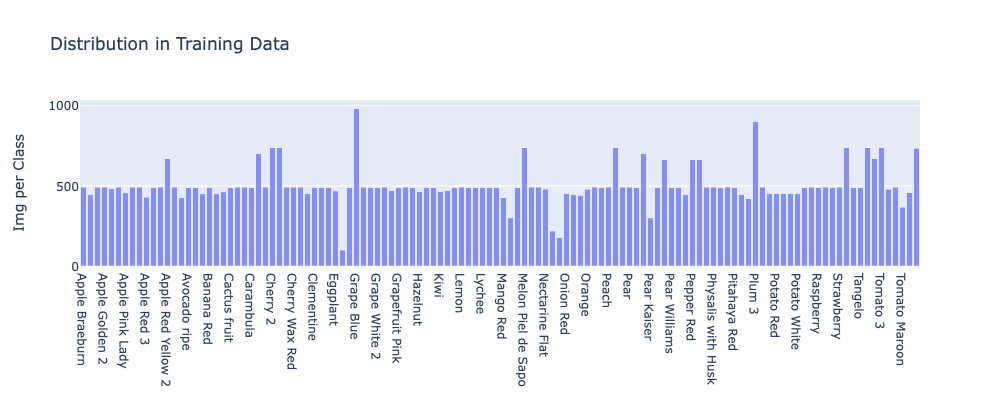 Distribution in Training Data
Img per Class
1000
500
0
Apple Braeburn
Apple Golden 2
Apple Pink Lady
Apple Red 3
Apple Red Yellow 2
Avocado ripe
Banana Red
Cactus fruit
Carambula
Cherry 2
Cherry Wax Red
Clementine
Eggplant
Grape Blue
Grape White 2
Grapefruit Pink
Hazelnut
Kiwi
Lemon
Lychee
Mango Red
Melon Piel de Sapo
Nectarine Flat
Onion Red
Orange
Peach
Pear
Pear Kaiser
Pear Williams
Pepper Red
Physalis with Husk
Pitahaya Red
Plum 3
Potato Red
Potato White
Raspberry
Strawberry
Tangelo
Tomato 3
Tomato Maroon